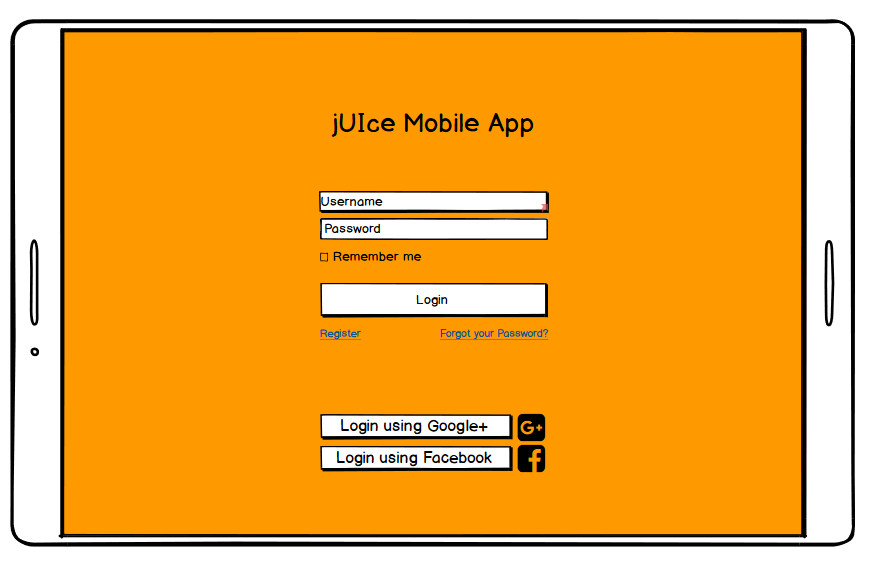 jUIce Mobile App
Username
Password
Remember me
Login
Register Forgot your Password?
Login using Google+ G+
Login using Facebook f